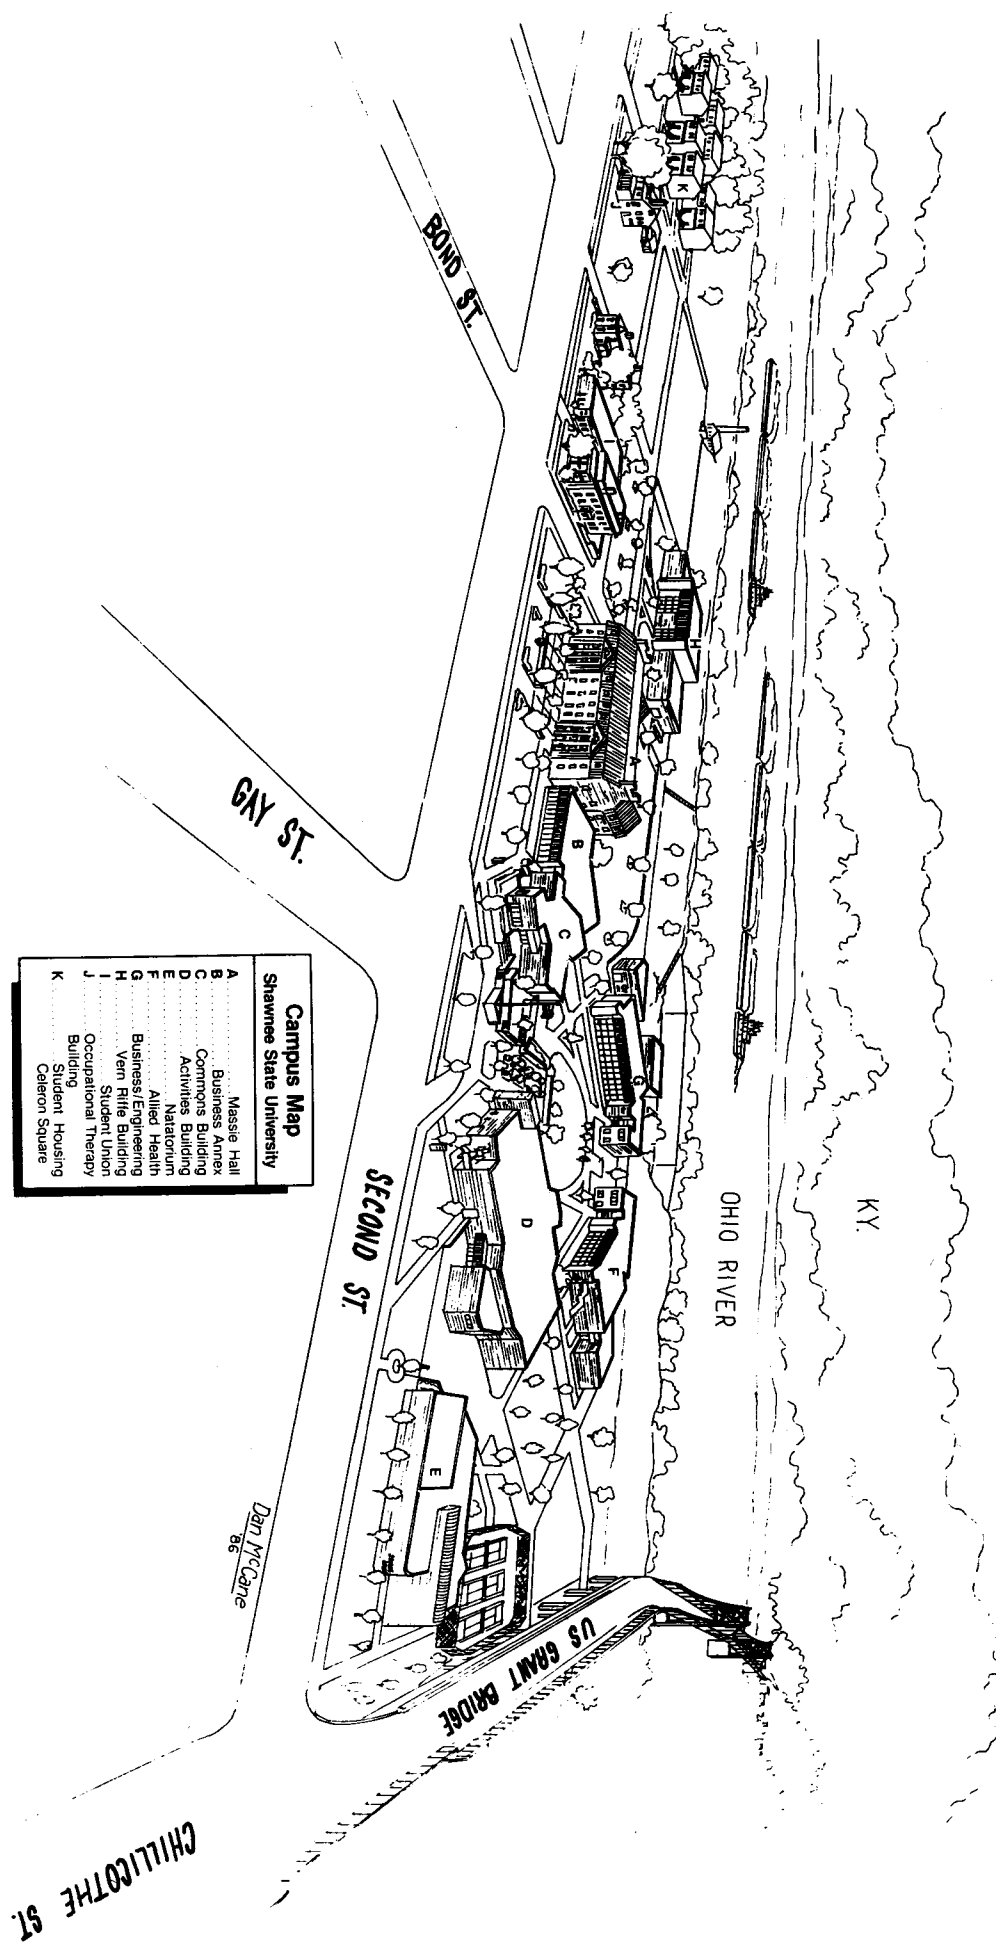 KY.
OHIO RIVER
K
J
I
H
A
B
C
G
D
F
E
US GRANT BRIDGE
BOND ST.
GAY ST.
SECOND ST.
CHILLICOTHE ST.
Dan McCane
'86
Campus Map
Shawnee State University
A ........ Massie Hall
B ........ Business Annex
C ........ Commons Building
D ........ Activities Building
E ........ Natatorium
F ........ Allied Health
G ........ Business/Engineering
H ........ Vern Riffe Building
I ........ Student Union
J ........ Occupational Therapy
Building
K ........ Student Housing
Celeron Square